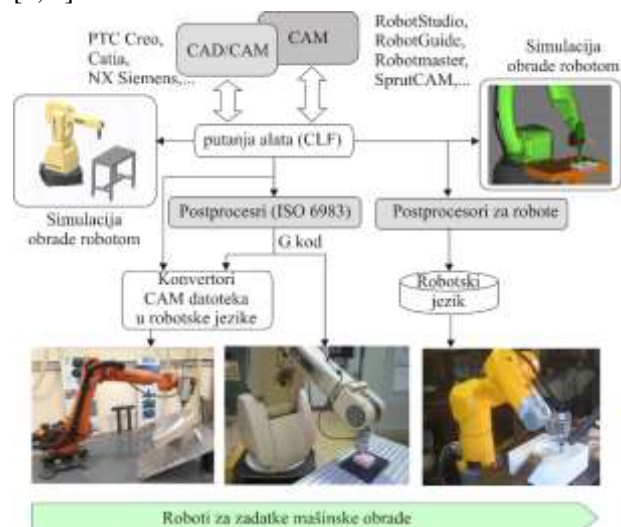 PTC Creo,
Catia,
NX Siemens,...
CAD/CAM
CAM
RobotStudio,
RobotGuide,
Robotmaster,
SprutCAM,...
Simulacija
obrade robotom
putanja alata (CLF)
Simulacija
obrade robotom
Postprocesri (ISO 6983)
Postprocesori za robote
G kod
Konvertori
CAM datoteka
u robotske jezike
Robotski
jezik
Roboti za zadatke mašinske obrade